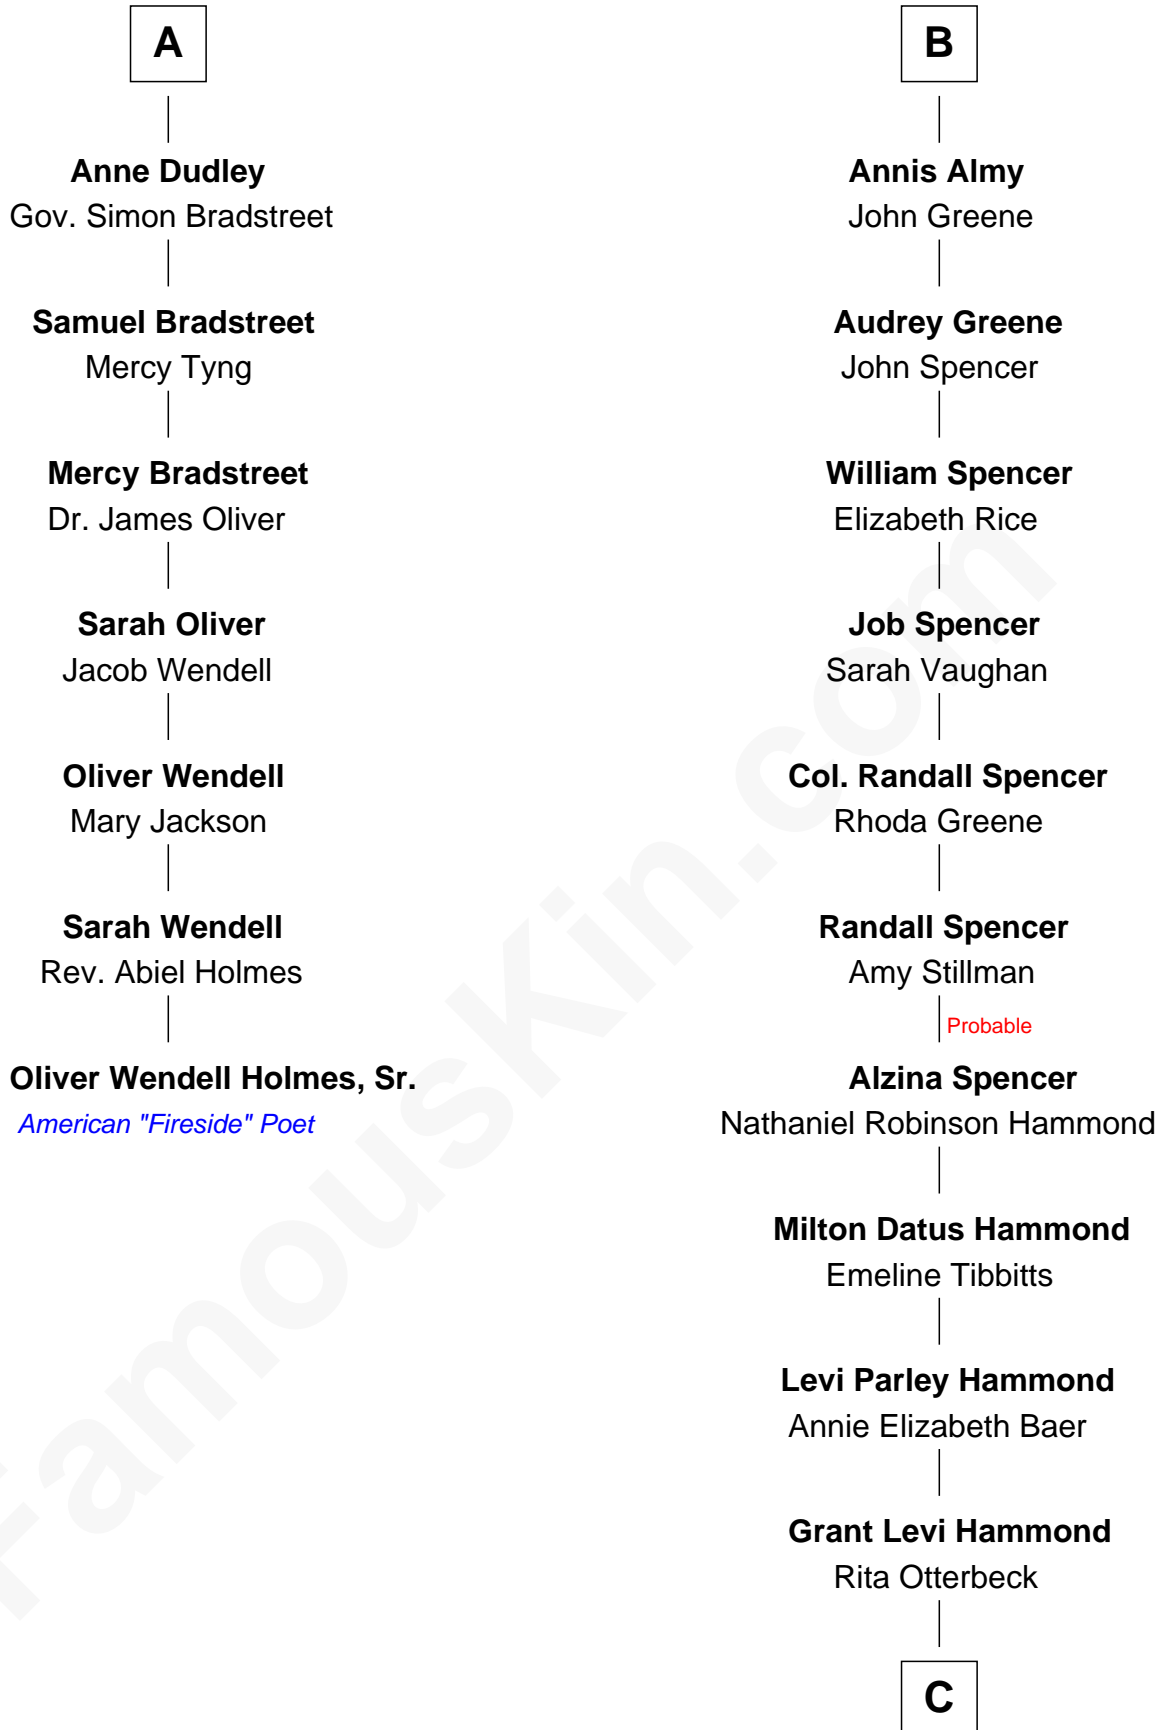 A
Anne Dudley
Gov. Simon Bradstreet
Samuel Bradstreet
Mercy Tyng
Mercy Bradstreet
Dr. James Oliver
Sarah Oliver
Jacob Wendell
Oliver Wendell
Mary Jackson
Sarah Wendell
Rev. Abiel Holmes
Oliver Wendell Holmes, Sr.
American "Fireside" Poet
B
Annis Almy
John Greene
Audrey Greene
John Spencer
William Spencer
Elizabeth Rice
Job Spencer
Sarah Vaughan
Col. Randall Spencer
Rhoda Greene
Randall Spencer
Amy Stillman
Probable
Alzina Spencer
Nathaniel Robinson Hammond
Milton Datus Hammond
Emeline Tibbitts
Levi Parley Hammond
Annie Elizabeth Baer
Grant Levi Hammond
Rita Otterbeck
C
FamousKin.com